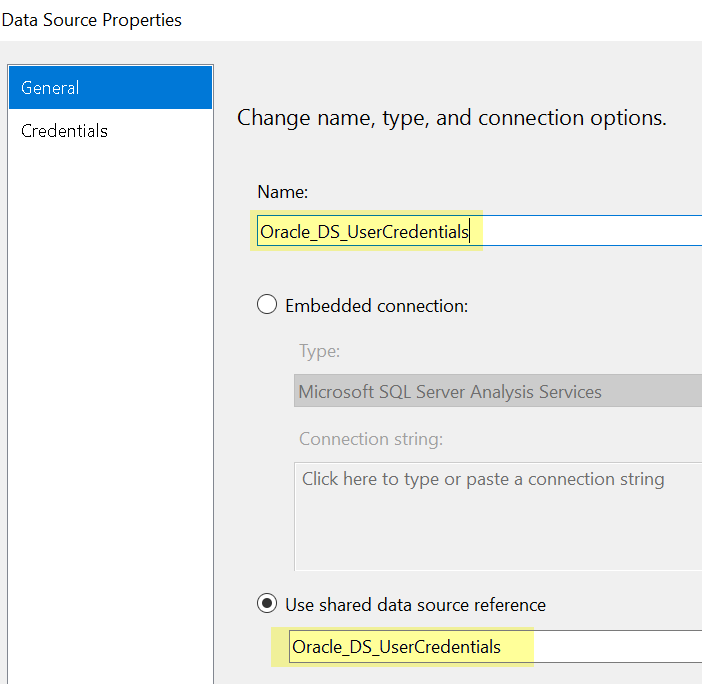 Data Source Properties
General
Credentials
Change name, type, and connection options.
Name:
Oracle_DS_UserCredentials
Embedded connection:
Type:
Microsoft SQL Server Analysis Services
Connection string:
Click here to type or paste a connection string
Use shared data source reference
Oracle_DS_UserCredentials